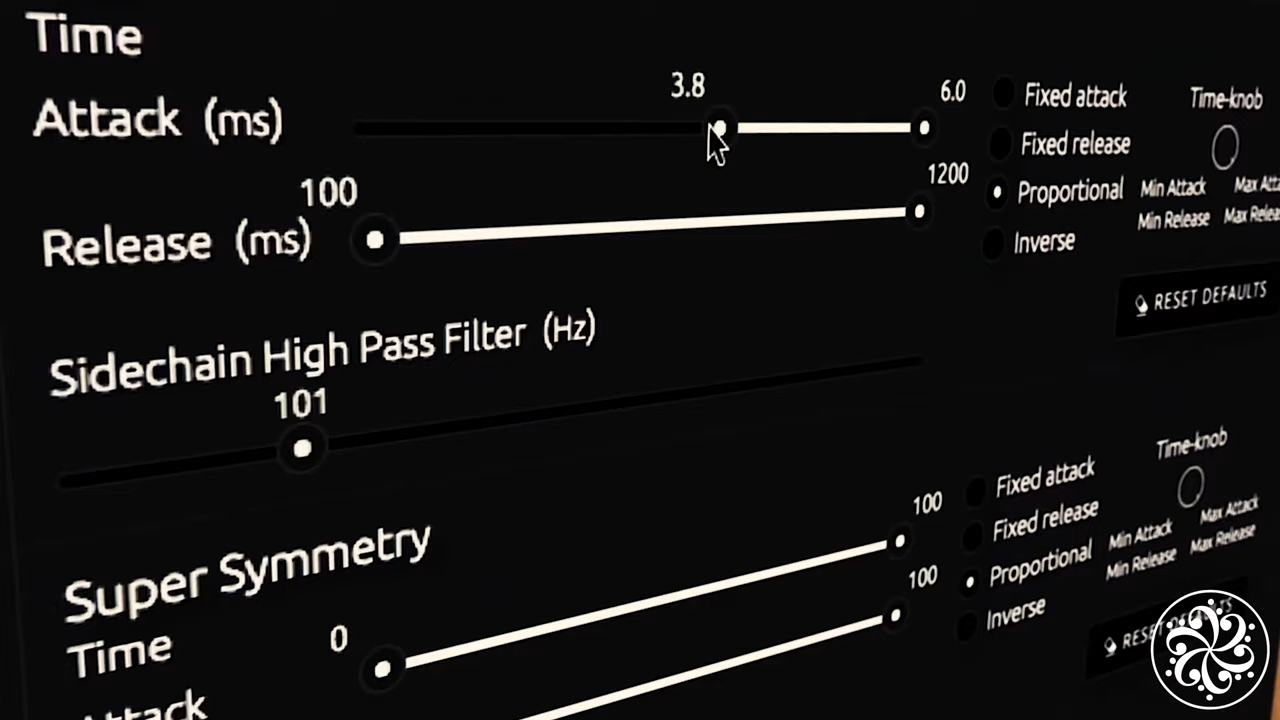 Time
Attack (ms)
3.8
6.0
Release (ms)
100
1200
Fixed attack
Fixed release
Proportional
Inverse
Time-knob
Min Attack
Min Release
RESET DEFAULTS
Sidechain High Pass Filter (Hz)
101
Super Symmetry
Time
0
100
100
Attack
Fixed attack
Fixed release
Proportional
Inverse
Time-knob
Min Attack Max Attack
Min Release Max Release